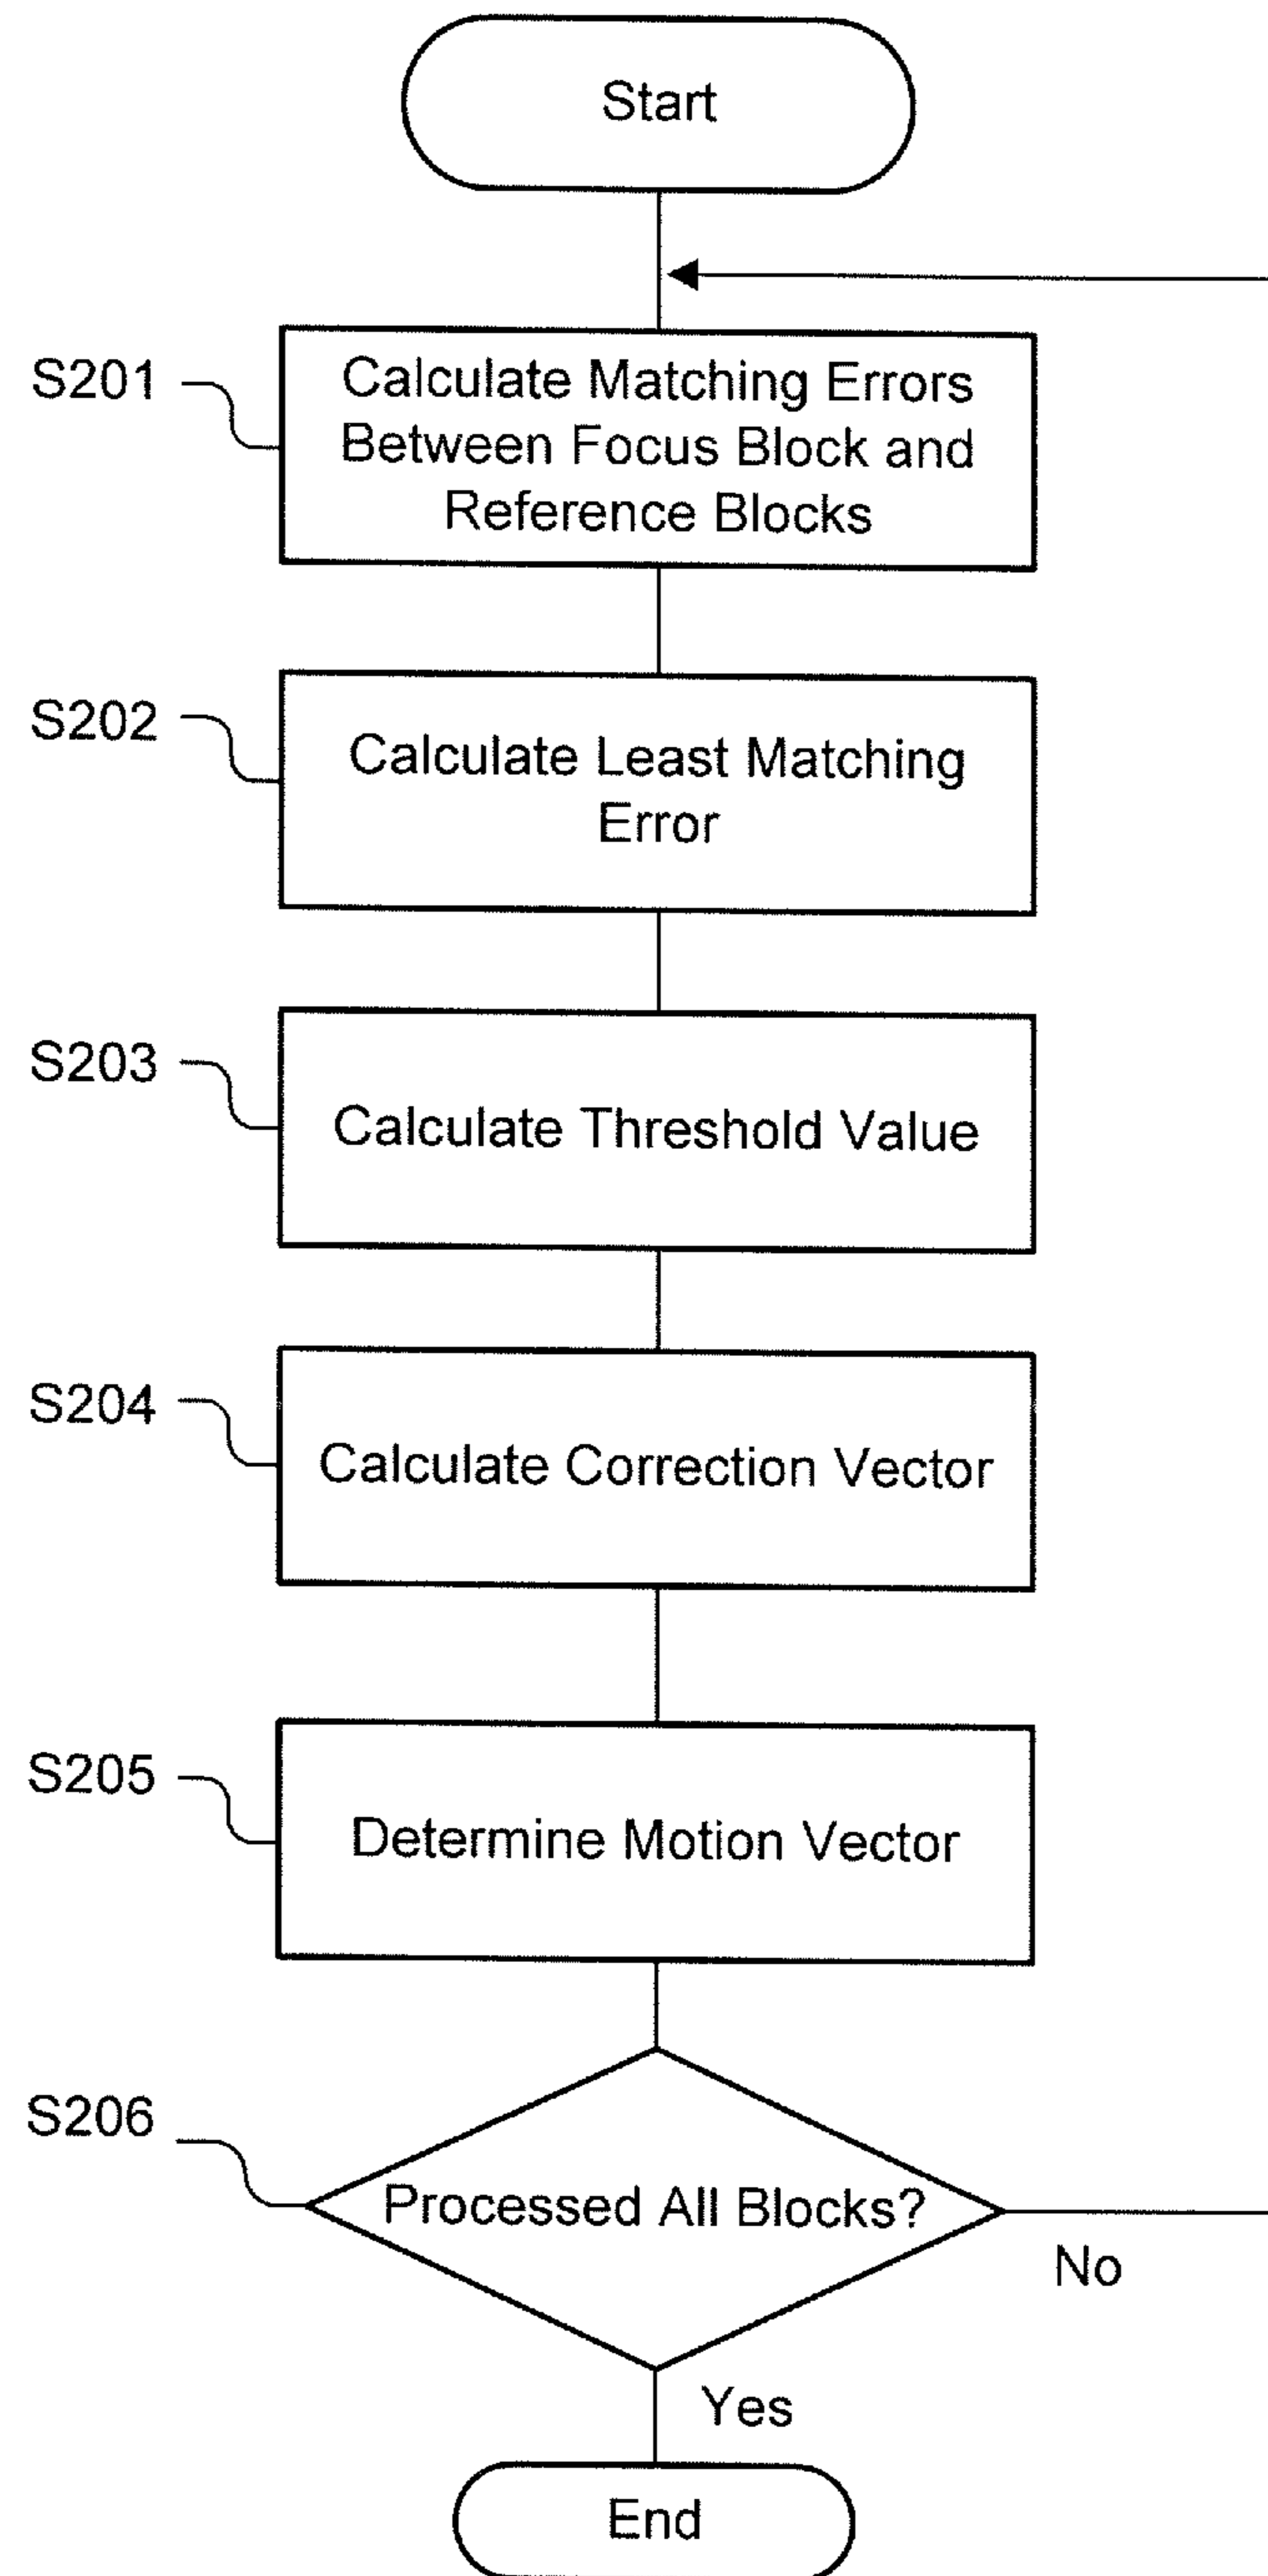 Start
S201
Calculate Matching Errors
Between Focus Block and
Reference Blocks
S202
Calculate Least Matching
Error
S203
Calculate Threshold Value
S204
Calculate Correction Vector
S205
Determine Motion Vector
S206
Processed All Blocks?
No
Yes
End